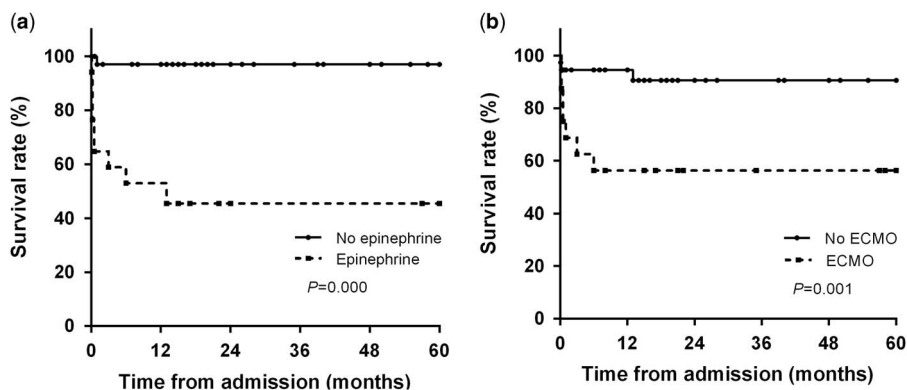 (a)
Survival rate (%)
100
80
60
40
20
0
No epinephrine
Epinephrine
P=0.000
0 12 24 36 48 60
Time from admission (months)
(b)
Survival rate (%)
100
80
60
40
20
0
No ECMO
ECMO
P=0.001
0 12 24 36 48 60
Time from admission (months)